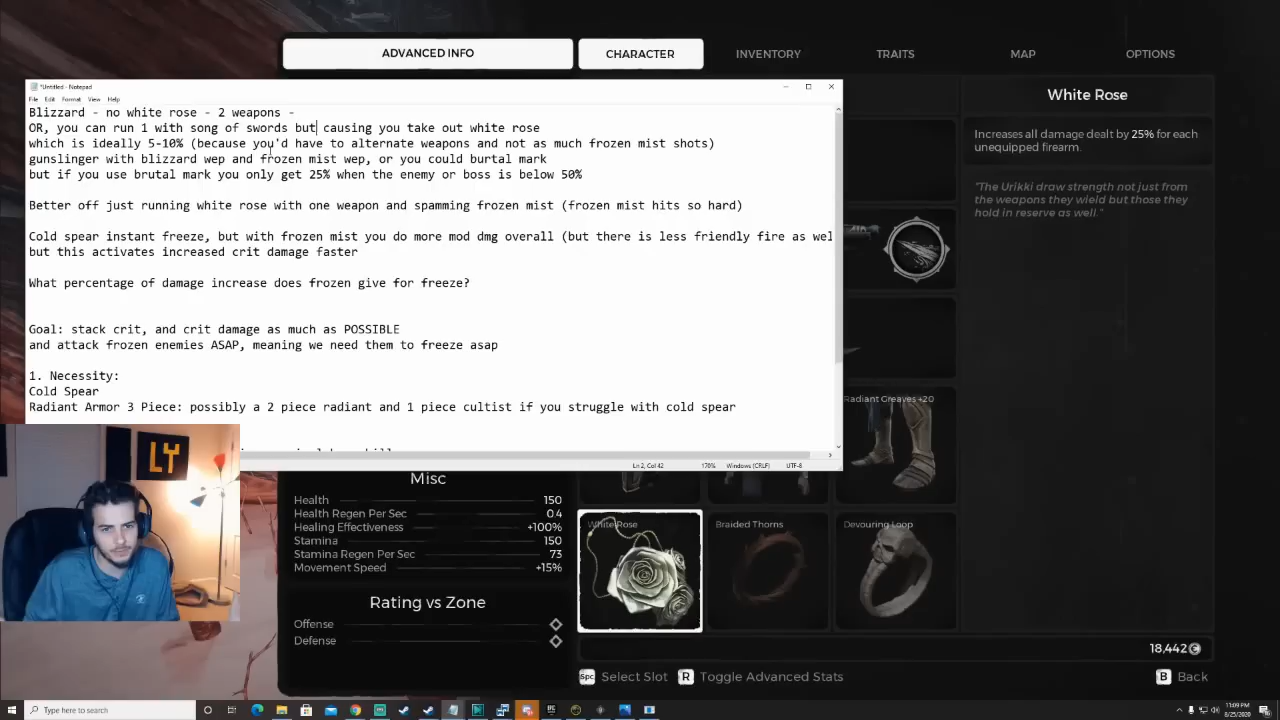 ADVANCED INFO
CHARACTER
INVENTORY
TRAITS
MAP
OPTIONS
*Untitled - Notepad
File Edit Format View Help
Blizzard - no white rose - 2 weapons -
OR, you can run 1 with song of swords but causing you take out white rose
which is ideally 5-10% (because you'd have to alternate weapons and not as much frozen mist shots)
gunslinger with blizzard wep and frozen mist wep, or you could burtal mark
but if you use brutal mark you only get 25% when the enemy or boss is below 50%
Better off just running white rose with one weapon and spamming frozen mist (frozen mist hits so hard)
Cold spear instant freeze, but with frozen mist you do more mod dmg overall (but there is less friendly fire as wel
but this activates increased crit damage faster
What percentage of damage increase does frozen give for freeze?
Goal: stack crit, and crit damage as much as POSSIBLE
and attack frozen enemies ASAP, meaning we need them to freeze asap
1. Necessity:
Cold Spear
Radiant Armor 3 Piece: possibly a 2 piece radiant and 1 piece cultist if you struggle with cold spear
Ln 2, Col 42
170%
Windows (CRLF)
UTF-8
White Rose
Increases all damage dealt by 25% for each
unequipped firearm.
"The Urikki draw strength not just from
the weapons they wield but those they
hold in reserve as well."
Radiant Greaves +20
LY
Misc
Health 150
Health Regen Per Sec 0.4
Healing Effectiveness +100%
Stamina 150
Stamina Regen Per Sec 73
Movement Speed +15%
Rating vs Zone
Offense
Defense
White Rose
Braided Thorns
Devouring Loop
18,442
Spc Select Slot
R Toggle Advanced Stats
B Back
Type here to search
11:09 PM
8/25/2020